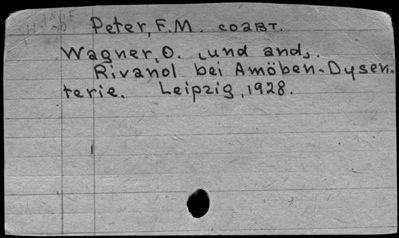 Peter, F.M. соавт.
Wagner, O. [und and].
Rivanol bei Amöben-Dysen-
terie. Leipzig, 1928.